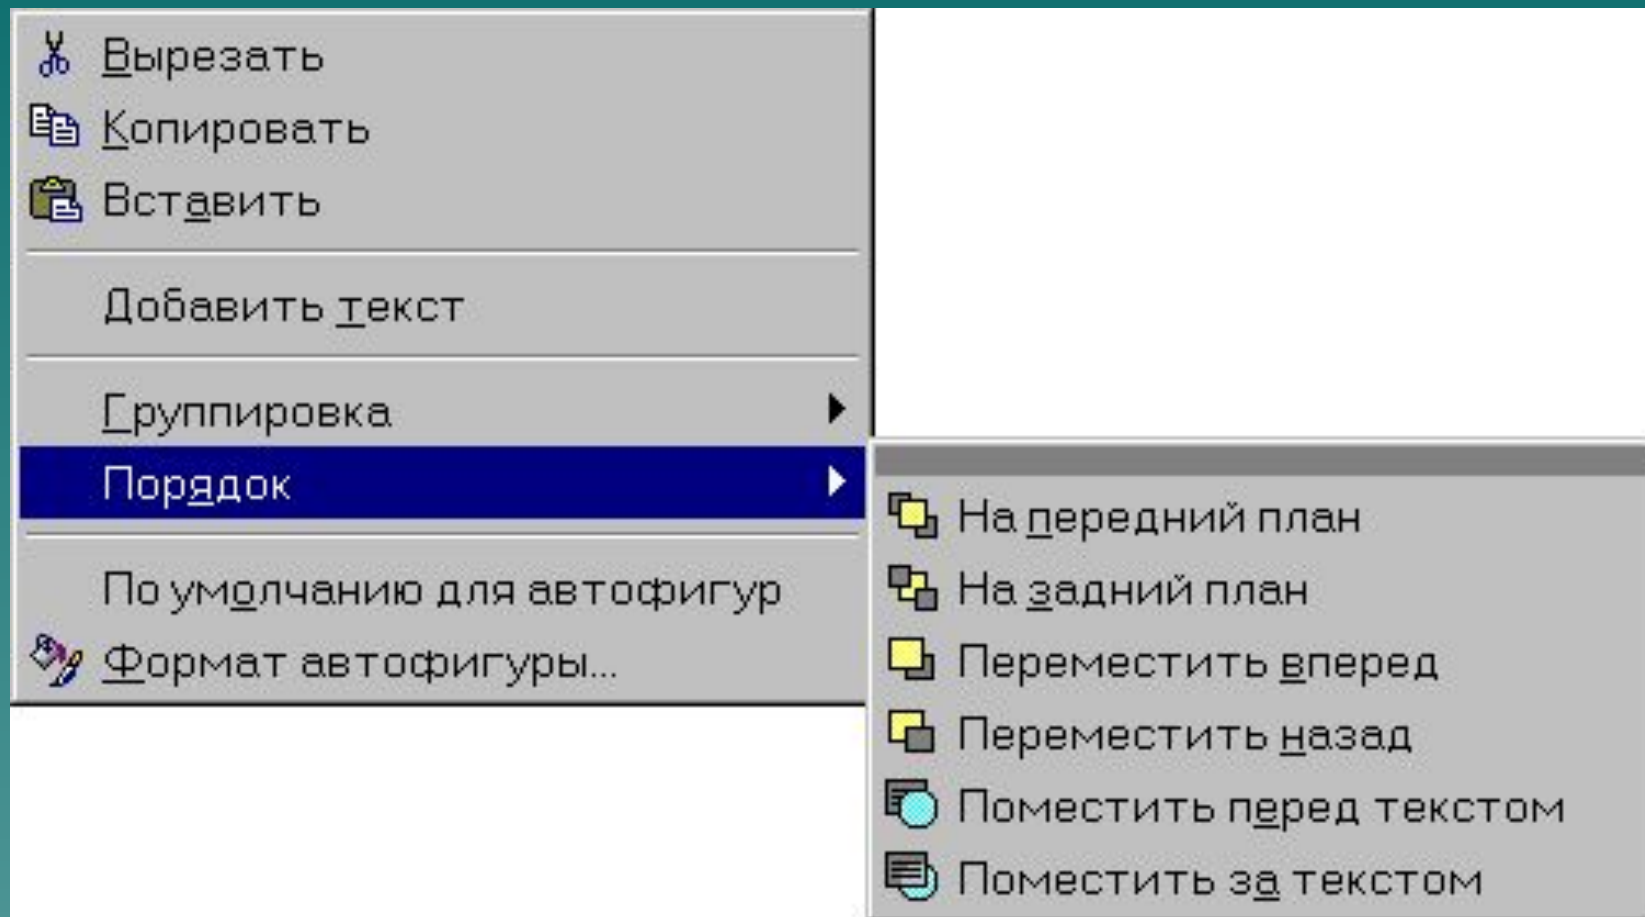 Вырезать
Копировать
Вставить
Добавить текст
Группировка
Порядок
По умолчанию для автофигур
Формат автофигуры...
На передний план
На задний план
Переместить вперед
Переместить назад
Поместить перед текстом
Поместить за текстом